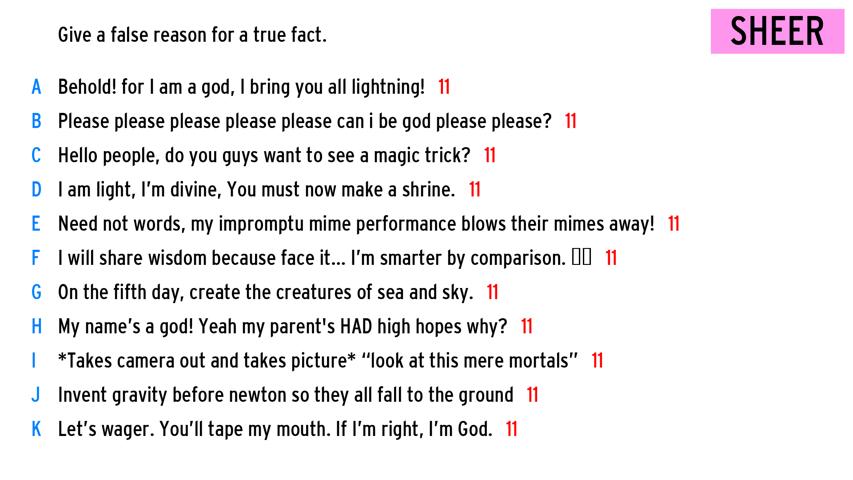 Give a false reason for a true fact.
SHEER
A Behold! for I am a god, I bring you all lightning! 11
B Please please please please please can i be god please please? 11
C Hello people, do you guys want to see a magic trick? 11
D I am light, I'm divine, You must now make a shrine. 11
E Need not words, my impromptu mime performance blows their mimes away! 11
F I will share wisdom because face it... I'm smarter by comparison. 11
G On the fifth day, create the creatures of sea and sky. 11
H My name's a god! Yeah my parent's HAD high hopes why? 11
I *Takes camera out and takes picture* “look at this mere mortals” 11
J Invent gravity before newton so they all fall to the ground 11
K Let's wager. You'll tape my mouth. If I'm right, I'm God. 11